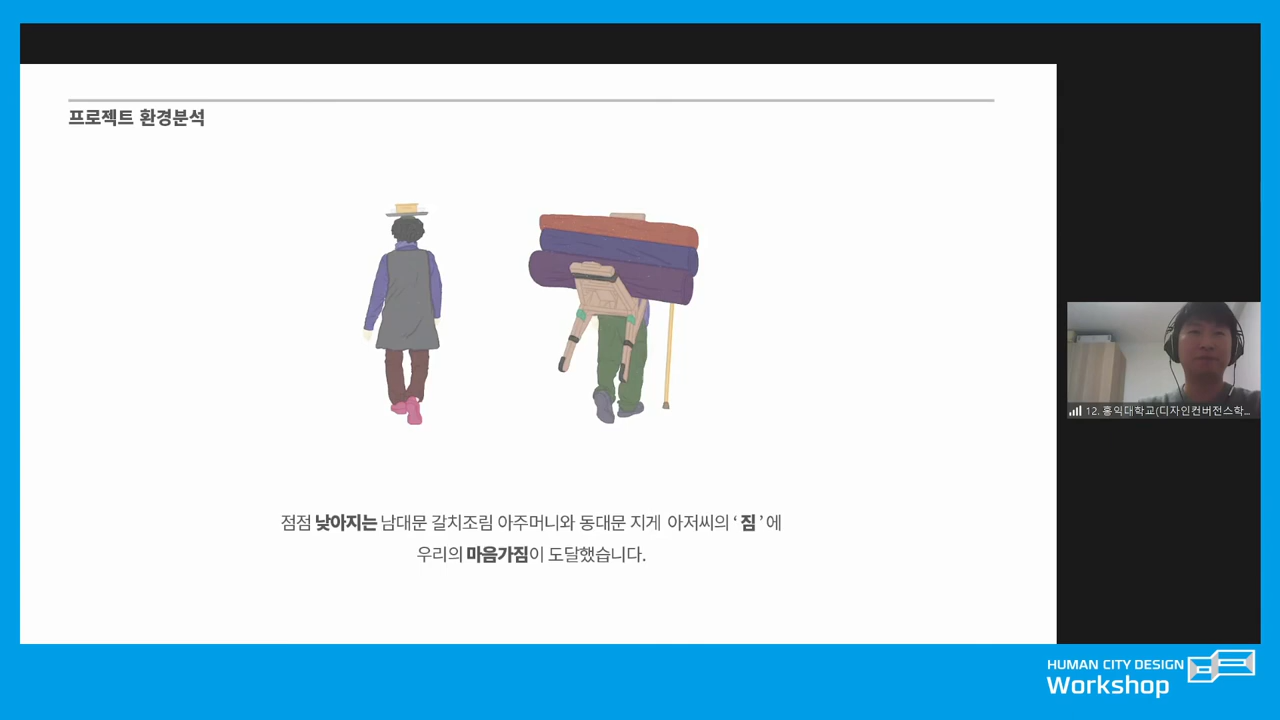 프로젝트 환경분석
점점 낮아지는 남대문 갈치조림 아주머니와 동대문 지게 아저씨의 ‘ 짐 ’ 에
우리의 마음가짐이 도달했습니다.
12. 홍익대학교(디자인컨버전스학...
HUMAN CITY DESIGN
Workshop